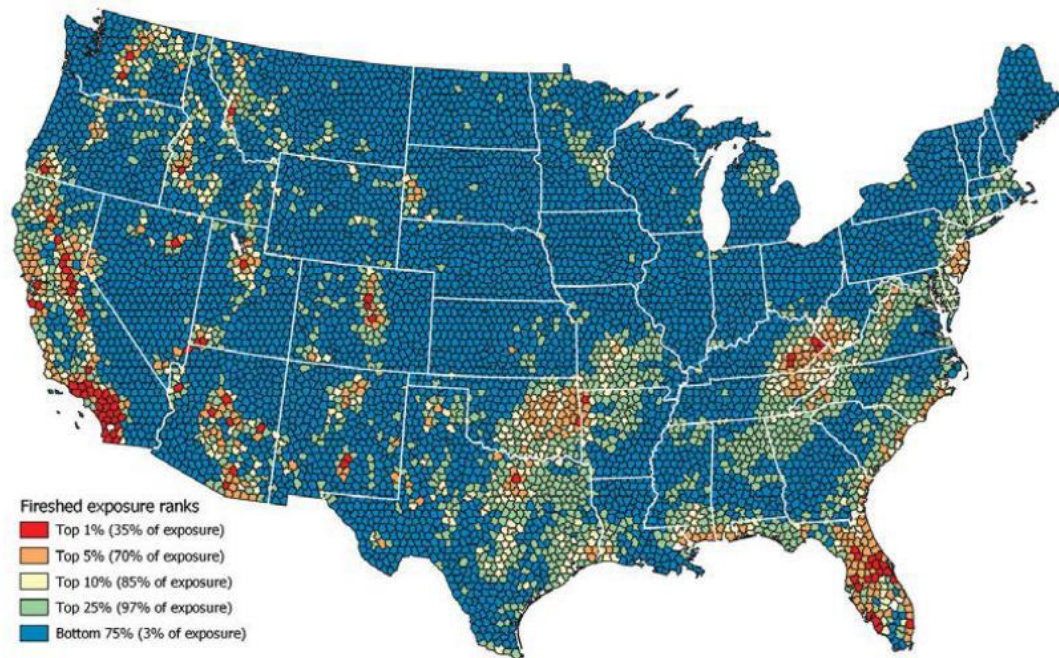 Fireshed exposure ranks
Top 1% (35% of exposure)
Top 5% (70% of exposure)
Top 10% (85% of exposure)
Top 25% (97% of exposure)
Bottom 75% (3% of exposure)